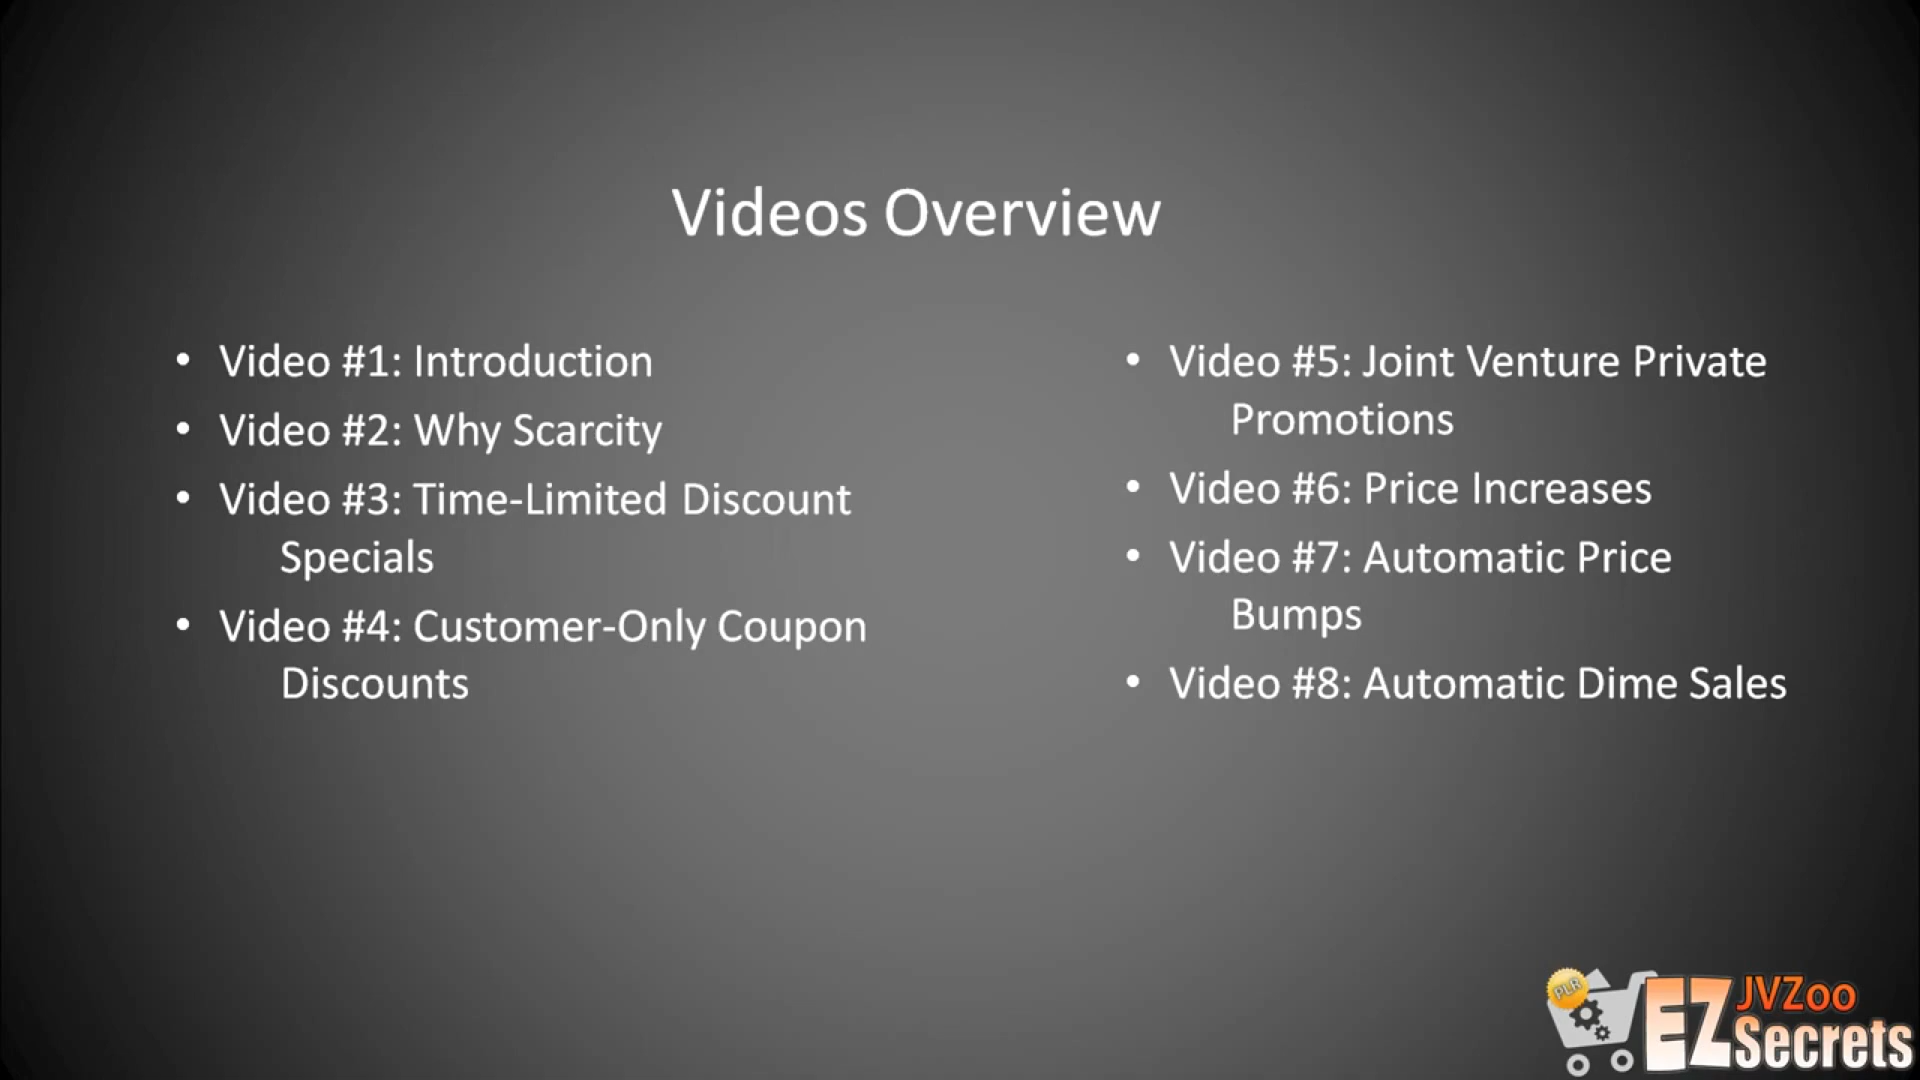 Videos Overview
• Video #1: Introduction
• Video #2: Why Scarcity
• Video #3: Time-Limited Discount
Specials
• Video #4: Customer-Only Coupon
Discounts
• Video #5: Joint Venture Private
Promotions
• Video #6: Price Increases
• Video #7: Automatic Price
Bumps
• Video #8: Automatic Dime Sales
PLR
EZ JVZoo
Secrets